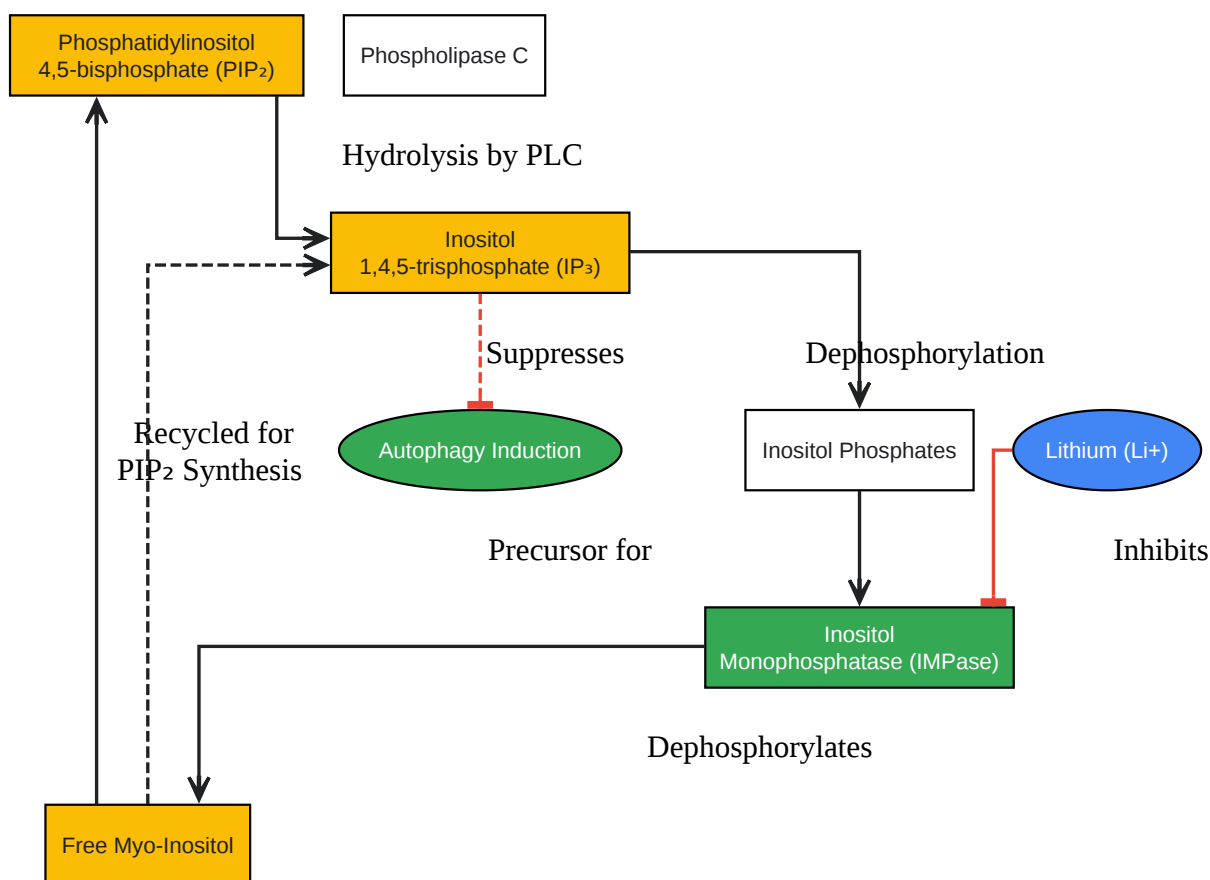 Phosphatidylinositol
4,5-bisphosphate (PIP₂)
Phospholipase C
Hydrolysis by PLC
Inositol
1,4,5-trisphosphate (IP₃)
Suppresses
Dephosphorylation
Recycled for
PIP₂ Synthesis
Autophagy Induction
Inositol Phosphates
Lithium (Li+)
Precursor for
Inhibits
Inositol
Monophosphatase (IMPase)
Dephosphorylates
Free Myo-Inositol